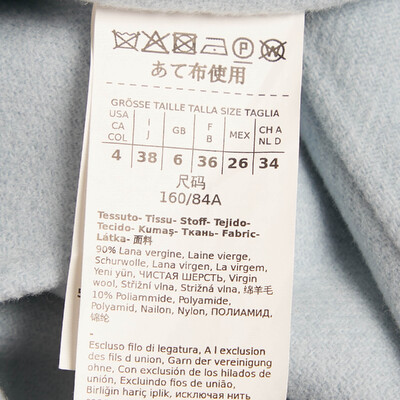 あて布使用
GRÖSSE TAILLE TALLA SIZE TAGLIA
USA CA COL
I J
GB
F B
MEX
CH A NL D
4 38 6 36 26 34
尺码
160/84A
Tessuto- Tissu- Stoff- Tejido-
Tecido- Kumaş- Ткань- Fabric-
Látka- 面料
90% Lana vergine, Laine vierge,
Schurwolle, Lana virgen, La virgem,
Yeni yün, ЧИСТАЯ ШЕРСТЬ, Virgin
wool, Střižní vlna, Strižná vlna, 绵羊毛
10% Poliammide, Polyamide,
Polyamid, Nailon, Nylon, ПОЛИАМИД,
锦纶
Escluso filo di legatura, A l exclusion
des fils d union, Garn der vereinigung
ohne, Con exclusión de los hilados de
unión, Excluindo fios de união,
Birliğin hariç iplik, исключая нить